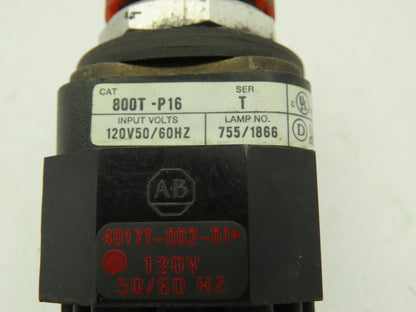 CAT SER
800T-P16 T
INPUT VOLTS LAMP NO.
120V50/60HZ 755/1866
C UL
D
AB
40171-002-01
120V
50/60 HZ